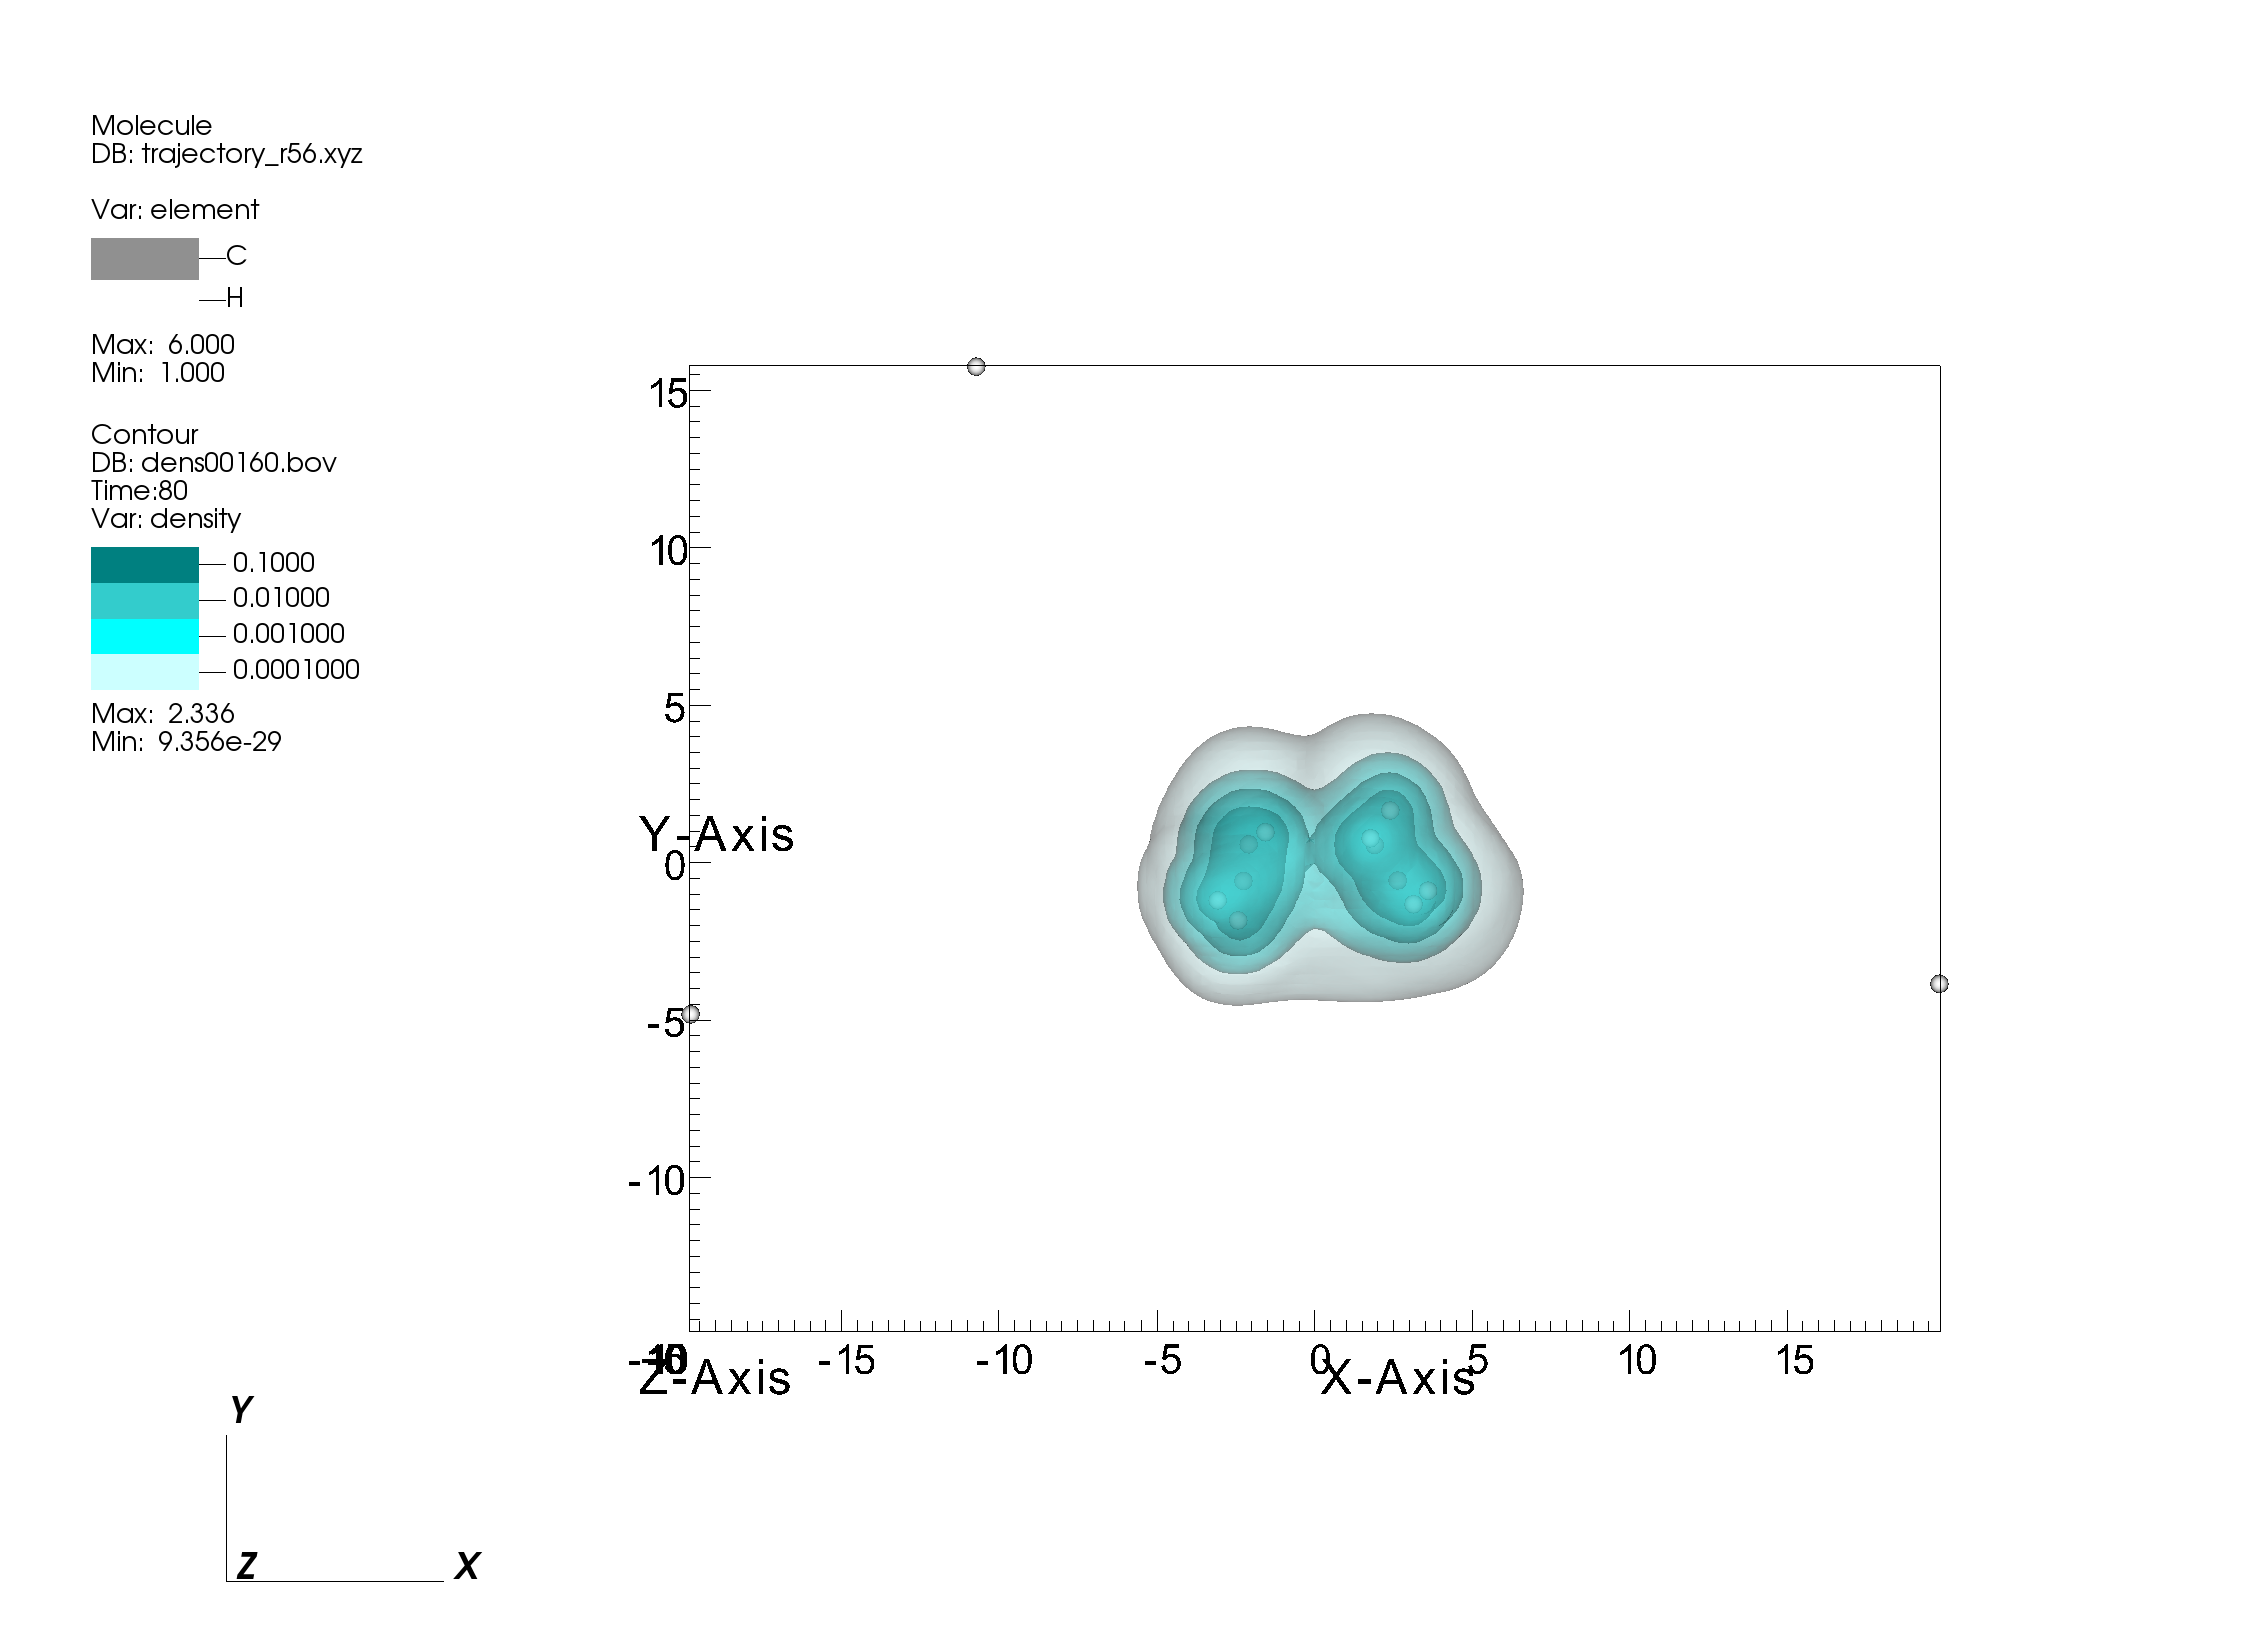 Molecule
DB: trajectory_r56.xyz
Var: element
C
H
Max: 6.000
Min: 1.000
Contour
DB: dens00160.bov
Time:80
Var: density
0.1000
0.01000
0.001000
0.0001000
Max: 2.336
Min: 9.356e-29
15
10
5
Y-Axis
0
-5
-10
-15
-10
-5
0
5
10
15
Z-Axis
X-Axis
Y
Z
X